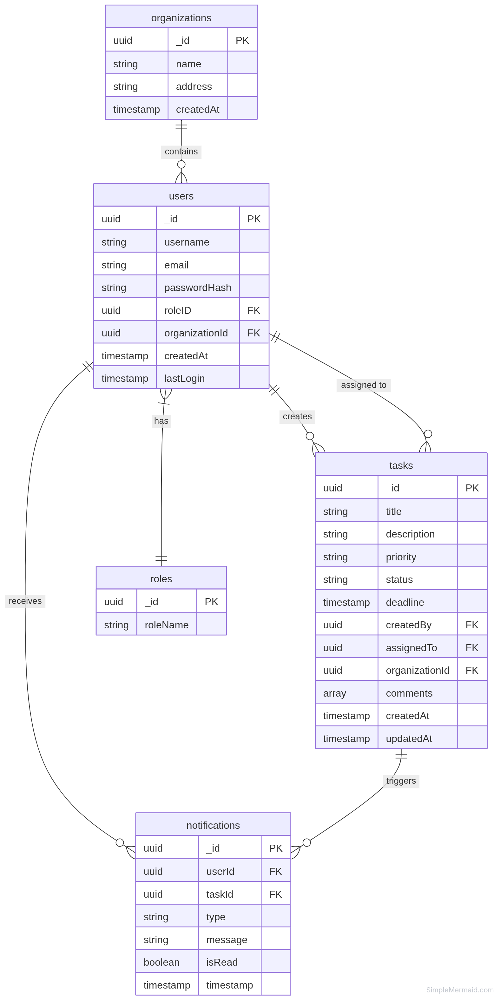 organizations
uuid _id PK
string name
string address
timestamp createdAt
contains
users
uuid _id PK
string username
string email
string passwordHash
uuid roleID FK
uuid organizationId FK
timestamp createdAt
timestamp lastLogin
assigned to
creates
has
tasks
uuid _id PK
string title
string description
string priority
string status
timestamp deadline
uuid createdBy FK
uuid assignedTo FK
uuid organizationId FK
array comments
timestamp createdAt
timestamp updatedAt
roles
uuid _id PK
string roleName
receives
triggers
notifications
uuid _id PK
uuid userId FK
uuid taskId FK
string type
string message
boolean isRead
timestamp timestamp
SimpleMermaid.com